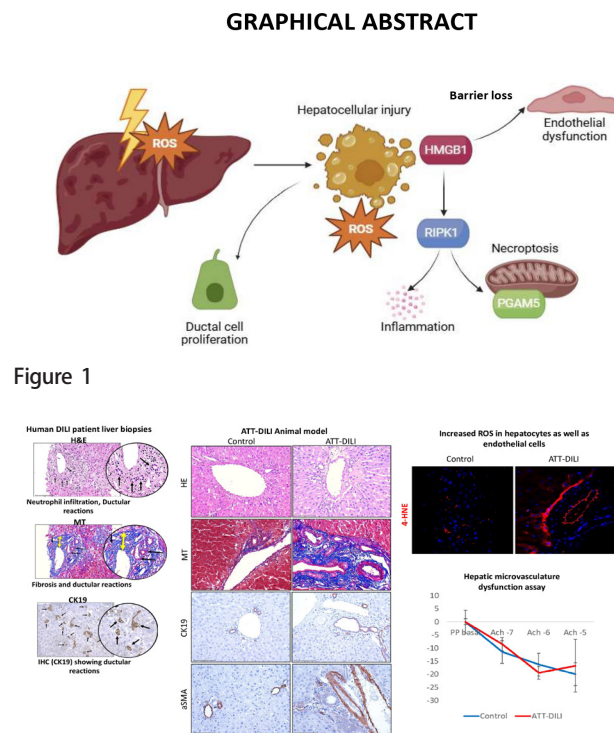 GRAPHICAL ABSTRACT
ROS
Hepatocellular injury
Barrier loss
Endothelial
dysfunction
HMGB1
ROS
RIPK1
Necroptosis
PGAM5
Ductal cell
proliferation
Inflammation
Figure 1
Human DILI patient liver biopsies
H&E
Neutrophil infiltration, Ductular
reactions
MT
Fibrosis and ductular reactions
CK19
IHC (CK19) showing ductular
reactions
ATT-DILI Animal model
Control
ATT-DILI
HE
MT
CK19
aSMA
Increased ROS in hepatocytes as well as
endothelial cells
Control
ATT-DILI
4-HNE
Hepatic microvasculature
dysfunction assay
10
5
0
-5
-10
-15
-20
-25
-30
PP basal
Ach -7
Ach -6
Ach -5
Control
ATT-DILI